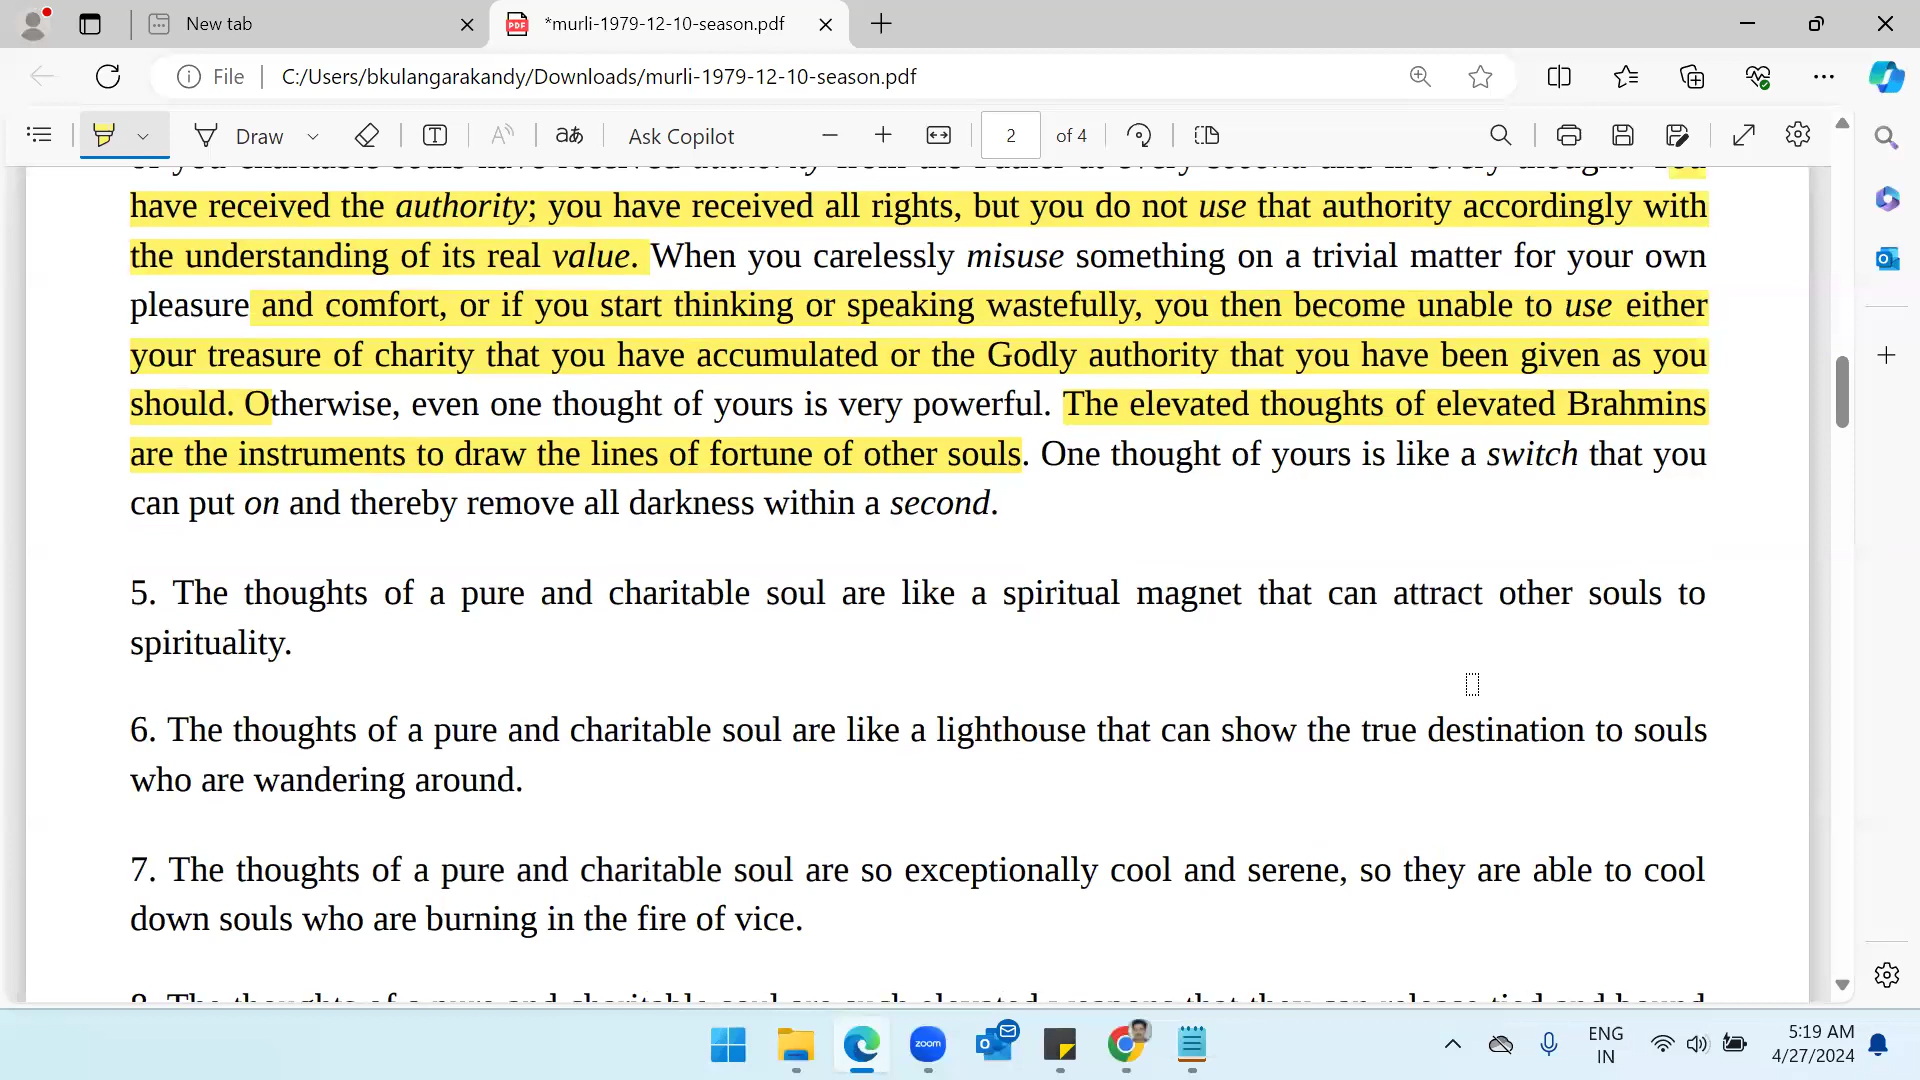 New tab
*murli-1979-12-10-season.pdf
File
C:/Users/bkulangarakandy/Downloads/murli-1979-12-10-season.pdf
Draw
Ask Copilot
2 of 4
have received the authority; you have received all rights, but you do not use that authority accordingly with
the understanding of its real value. When you carelessly misuse something on a trivial matter for your own
pleasure and comfort, or if you start thinking or speaking wastefully, you then become unable to use either
your treasure of charity that you have accumulated or the Godly authority that you have been given as you
should. Otherwise, even one thought of yours is very powerful. The elevated thoughts of elevated Brahmins
are the instruments to draw the lines of fortune of other souls. One thought of yours is like a switch that you
can put on and thereby remove all darkness within a second.
5. The thoughts of a pure and charitable soul are like a spiritual magnet that can attract other souls to
spirituality.
6. The thoughts of a pure and charitable soul are like a lighthouse that can show the true destination to souls
who are wandering around.
7. The thoughts of a pure and charitable soul are so exceptionally cool and serene, so they are able to cool
down souls who are burning in the fire of vice.
zoom
ENG
IN
5:19 AM
4/27/2024